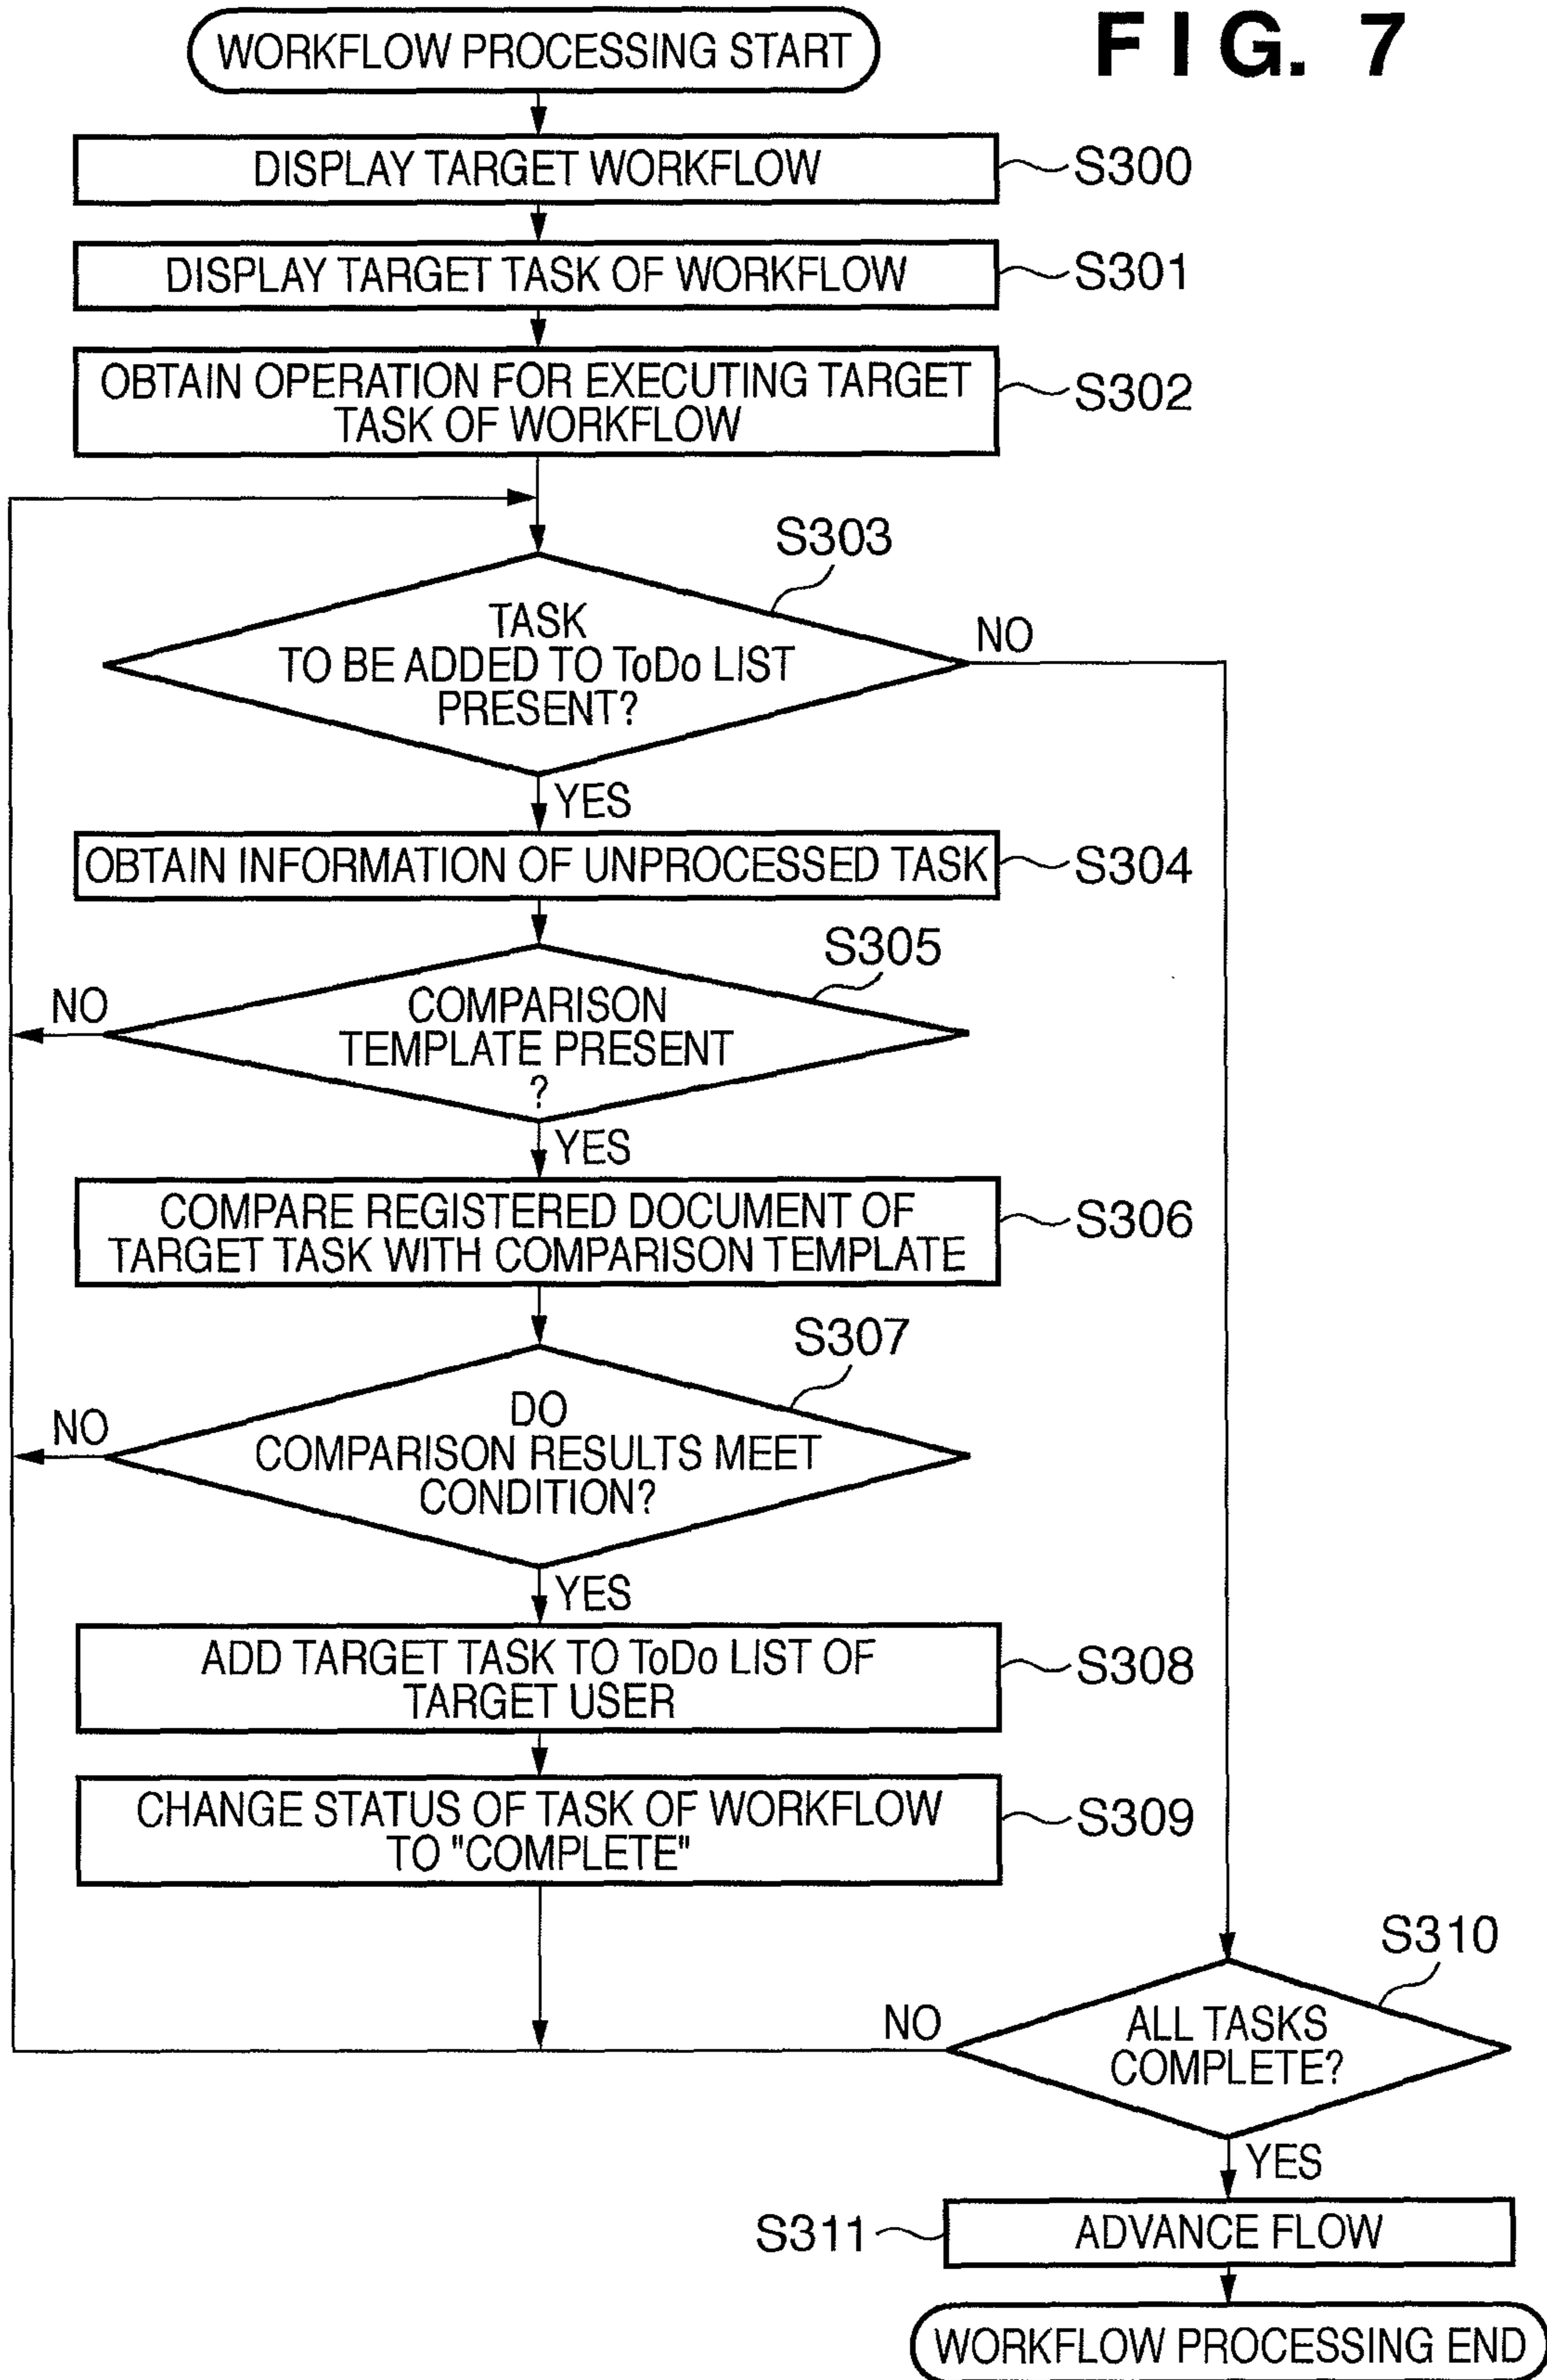 FIG. 7
WORKFLOW PROCESSING START
DISPLAY TARGET WORKFLOW
S300
DISPLAY TARGET TASK OF WORKFLOW
S301
OBTAIN OPERATION FOR EXECUTING TARGET
TASK OF WORKFLOW
S302
S303
TASK
TO BE ADDED TO ToDo LIST
PRESENT?
NO
YES
OBTAIN INFORMATION OF UNPROCESSED TASK
S304
S305
COMPARISON
TEMPLATE PRESENT
?
NO
YES
COMPARE REGISTERED DOCUMENT OF
TARGET TASK WITH COMPARISON TEMPLATE
S306
S307
DO
COMPARISON RESULTS MEET
CONDITION?
NO
YES
ADD TARGET TASK TO ToDo LIST OF
TARGET USER
S308
CHANGE STATUS OF TASK OF WORKFLOW
TO "COMPLETE"
S309
S310
ALL TASKS
COMPLETE?
NO
YES
S311
ADVANCE FLOW
WORKFLOW PROCESSING END